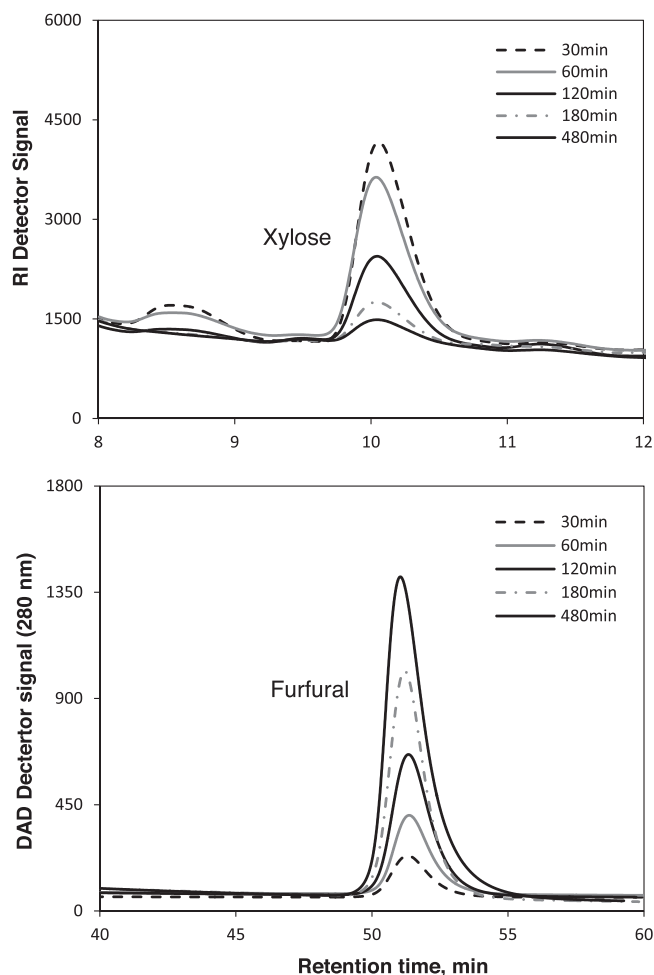 6000
4500
3000
1500
0
RI Detector Signal
30min
60min
120min
180min
480min
Xylose
8
9
10
11
12
1800
1350
900
450
0
DAD Dectertor signal (280 nm)
30min
60min
120min
180min
480min
Furfural
40
45
50
55
60
Retention time, min